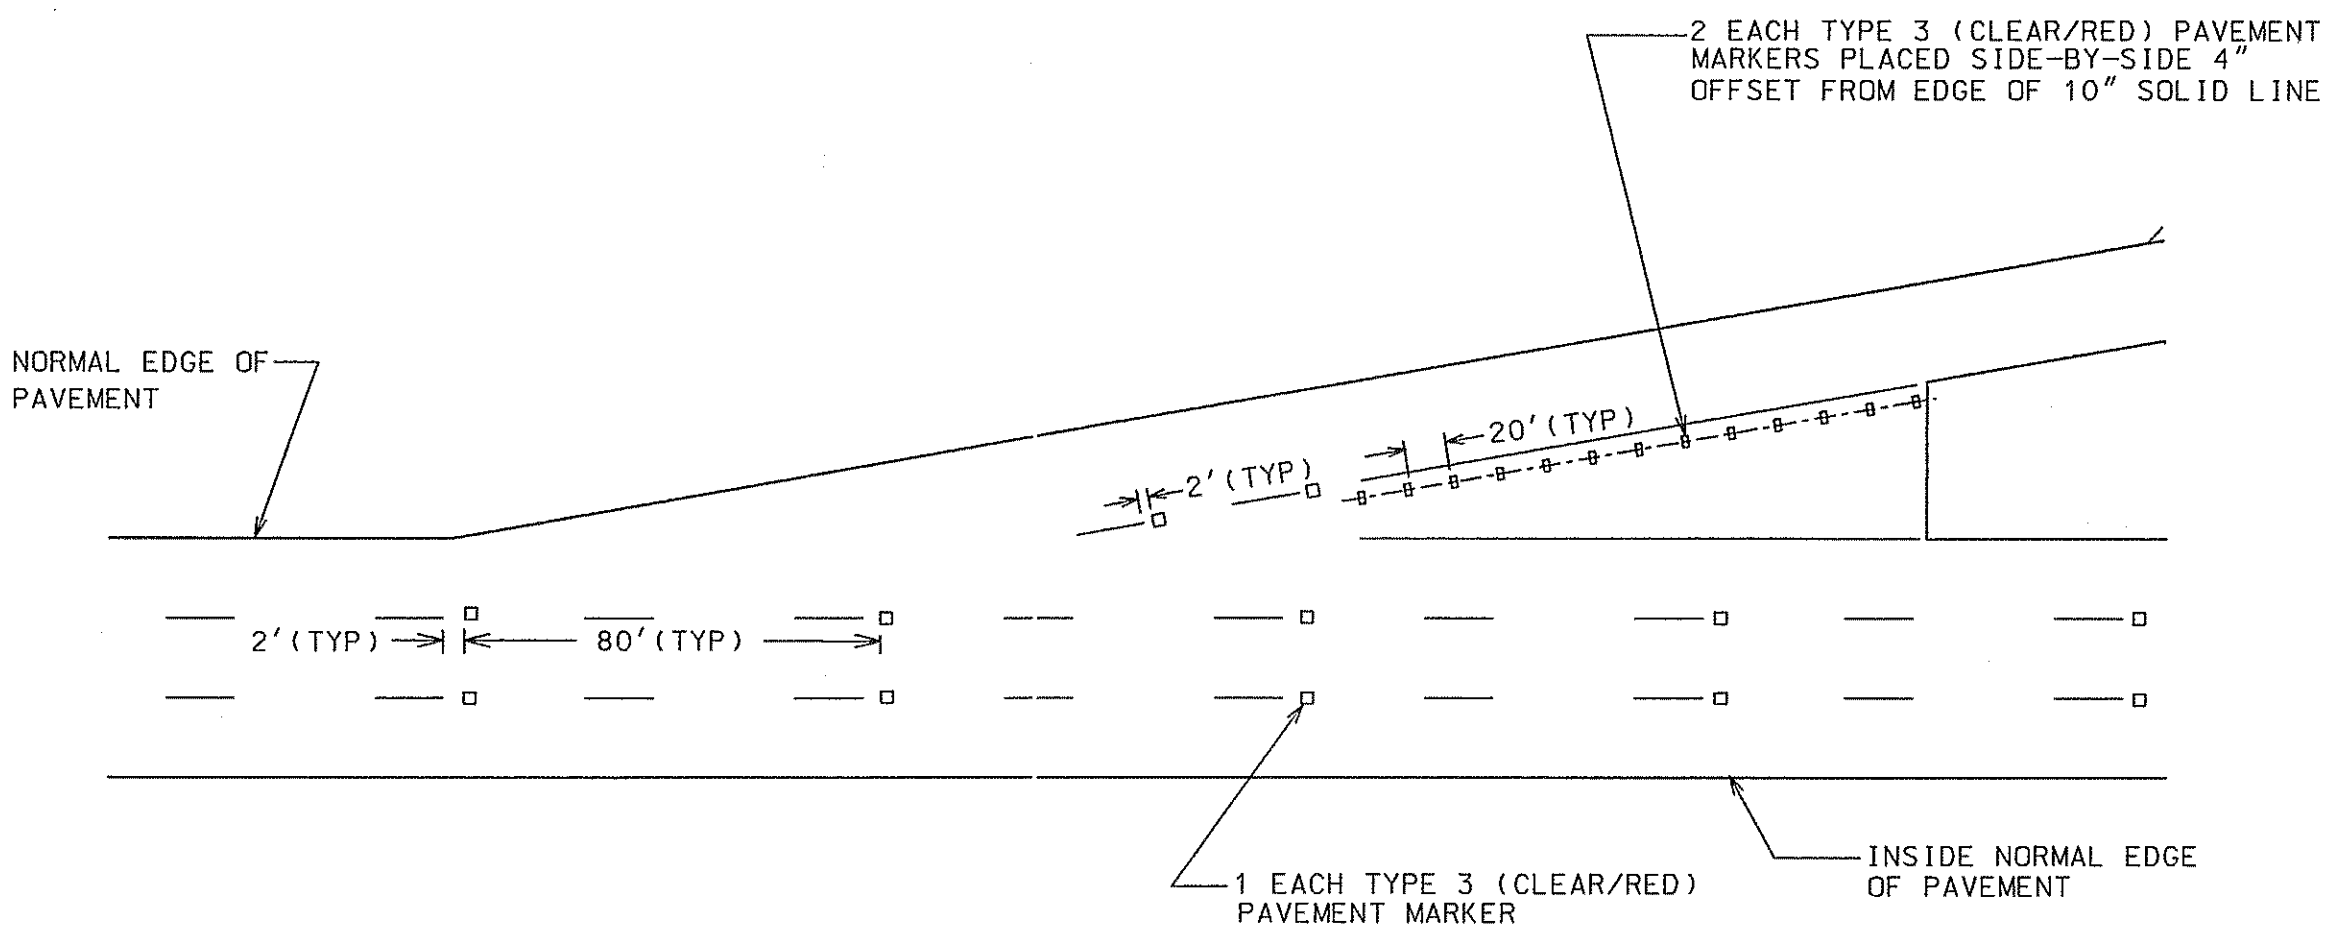 2 EACH TYPE 3 (CLEAR/RED) PAVEMENT
MARKERS PLACED SIDE-BY-SIDE 4"
OFFSET FROM EDGE OF 10" SOLID LINE
NORMAL EDGE OF
PAVEMENT
20'(TYP)
2'(TYP)
2'(TYP)
80'(TYP)
INSIDE NORMAL EDGE
OF PAVEMENT
1 EACH TYPE 3 (CLEAR/RED)
PAVEMENT MARKER